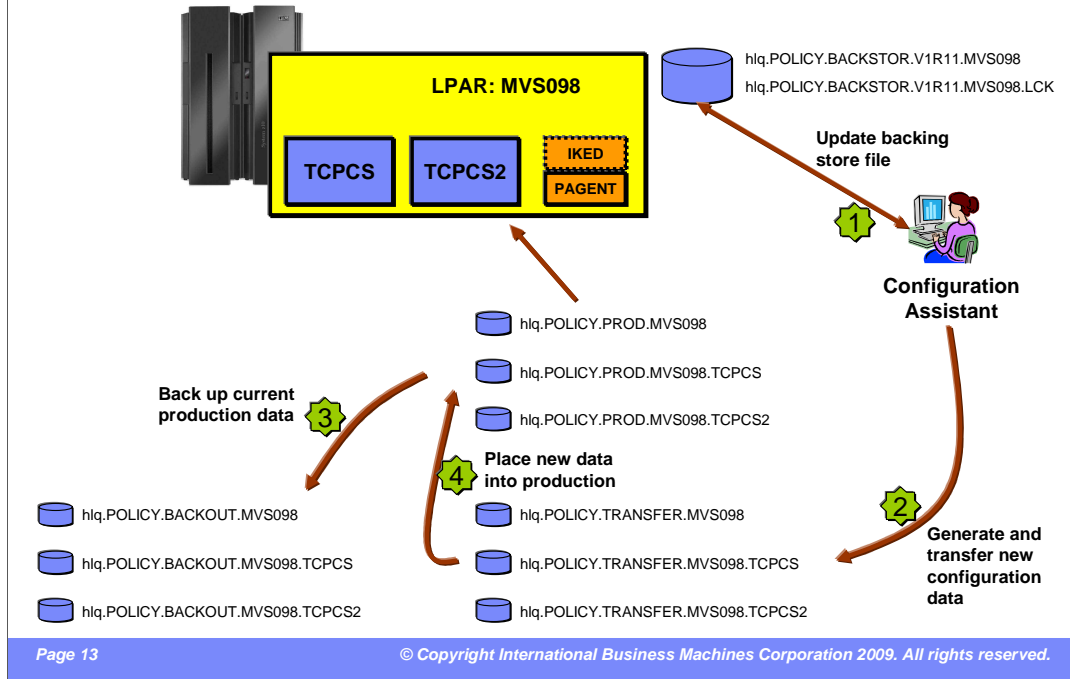 LPAR: MVS098
TCPCS
TCPCS2
IKED
PAGENT
hlq.POLICY.BACKSTOR.V1R11.MVS098
hlq.POLICY.BACKSTOR.V1R11.MVS098.LCK
Update backing
store file
1
Configuration
Assistant
hlq.POLICY.PROD.MVS098
hlq.POLICY.PROD.MVS098.TCPCS
hlq.POLICY.PROD.MVS098.TCPCS2
Back up current
production data
3
4
Place new data
into production
2
Generate and
transfer new
configuration
data
hlq.POLICY.BACKOUT.MVS098
hlq.POLICY.BACKOUT.MVS098.TCPCS
hlq.POLICY.BACKOUT.MVS098.TCPCS2
hlq.POLICY.TRANSFER.MVS098
hlq.POLICY.TRANSFER.MVS098.TCPCS
hlq.POLICY.TRANSFER.MVS098.TCPCS2
Page 13
© Copyright International Business Machines Corporation 2009. All rights reserved.